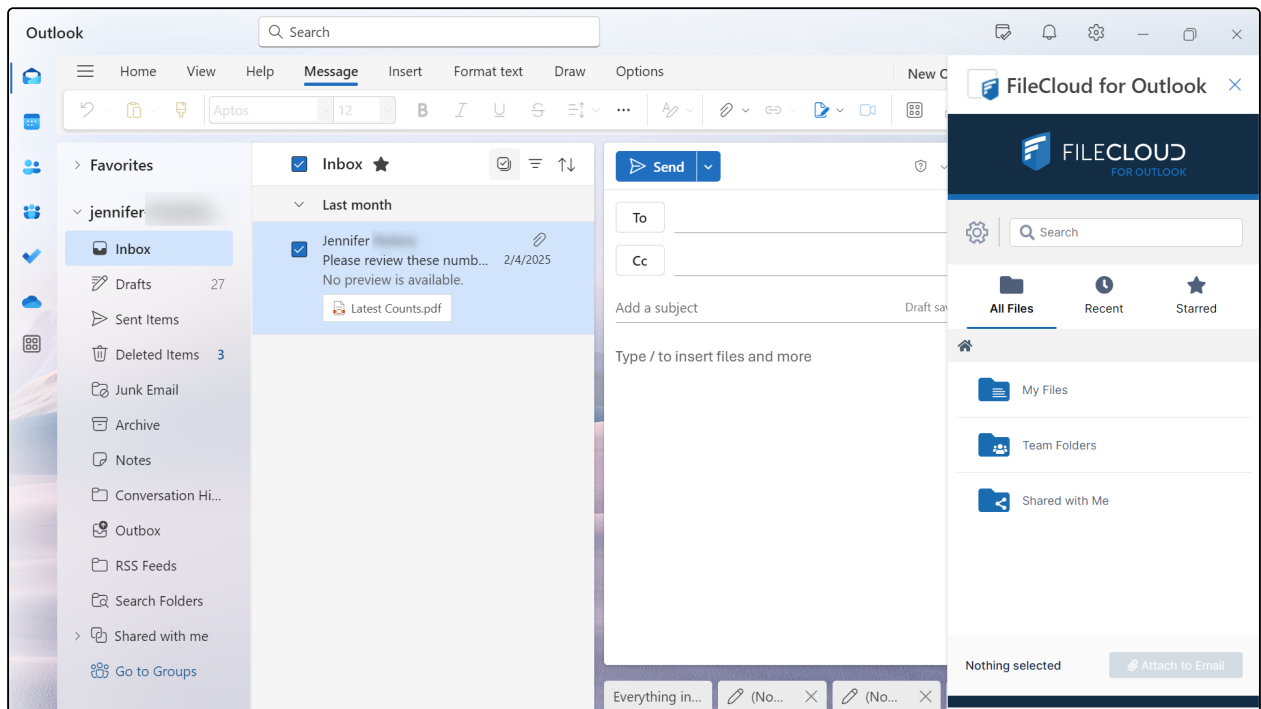 Outlook
Search
Home View Help Message Insert Format text Draw Options
New C
FileCloud for Outlook
Aptos 12
B I U S
FILECLOUD
FOR OUTLOOK
Favorites
Inbox
Send
jennifer
Last month
To
Search
Inbox
Jennifer
Please review these numb... 2/4/2025
No preview is available.
Cc
Drafts 27
Latest Counts.pdf
Add a subject
Draft sav
All Files Recent Starred
Sent Items
Deleted Items 3
Type / to insert files and more
Junk Email
My Files
Archive
Team Folders
Notes
Conversation Hi...
Shared with Me
Outbox
RSS Feeds
Search Folders
Shared with me
Go to Groups
Nothing selected
Attach to Email
Everything in... (No... (No...